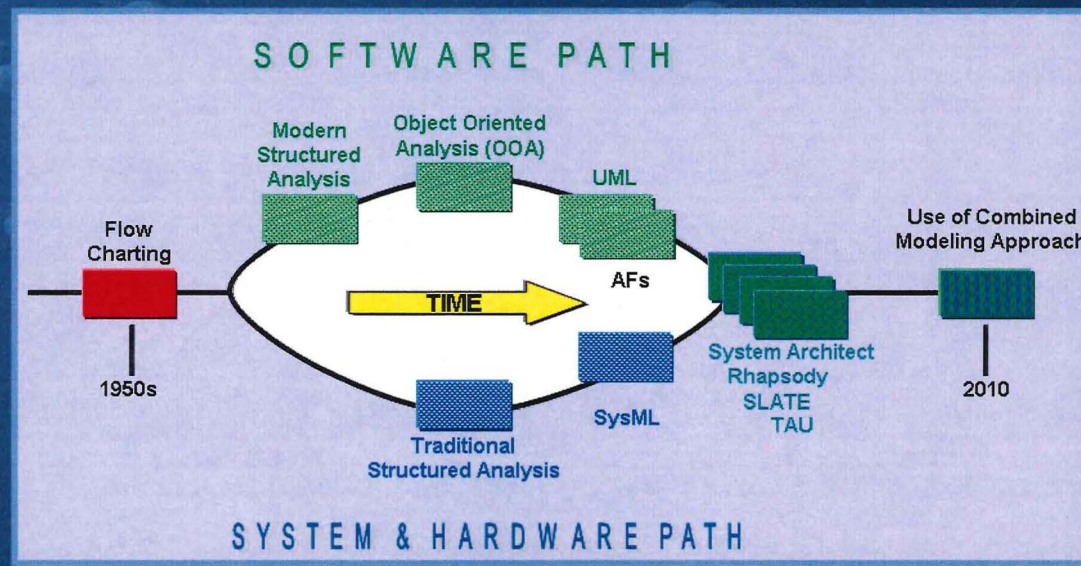 SOFTWARE PATH
Modern
Structured
Analysis
Object Oriented
Analysis (OOA)
UML
Flow
Charting
Use of Combined
Modeling Approach
AFs
TIME
1950s
System Architect
Rhapsody
SLATE
TAU
2010
SysML
Traditional
Structured Analysis
SYSTEM & HARDWARE PATH